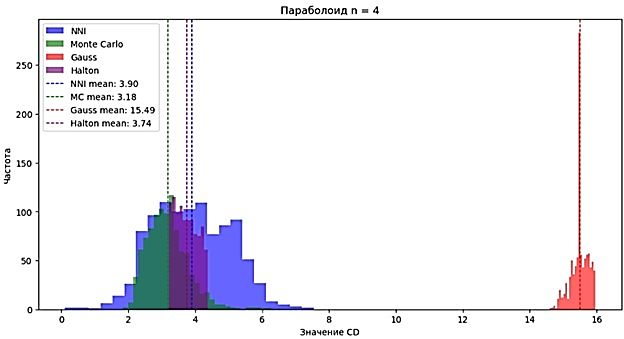 Параболоид n = 4
NNI
Monte Carlo
Gauss
Halton
NNI mean: 3.90
MC mean: 3.18
Gauss mean: 15.49
Halton mean: 3.74
Частота
250
200
150
100
50
0
0 2 4 6 8 10 12 14 16
Значение CD